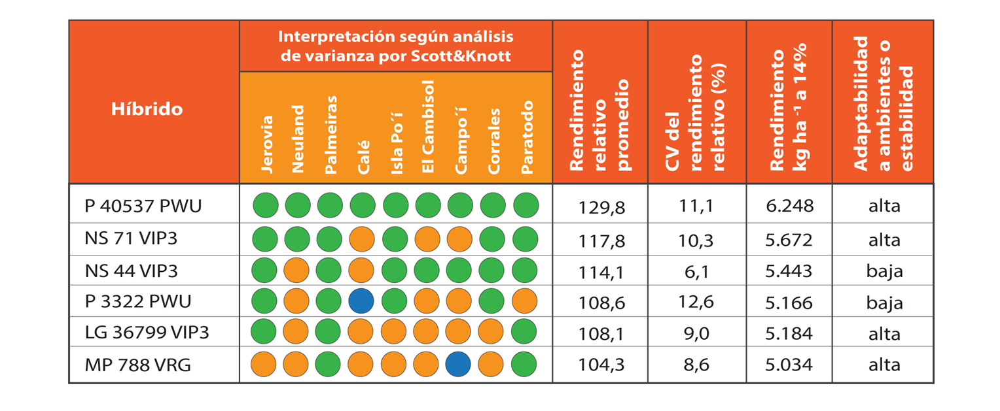 Híbrido
Interpretación según análisis
de varianza por Scott&Knott
Jerovia
Neuland
Palmeiras
Calé
Isla Po´í
El Cambisol
Campo´í
Corrales
Paratodo
Rendimiento
relativo
promedio
CV del
rendimiento
relativo (%)
Rendimiento
kg ha -¹ a 14%
Adaptabilidad
a ambientes o
estabilidad
P 40537 PWU 129,8 11,1 6.248 alta
NS 71 VIP3 117,8 10,3 5.672 alta
NS 44 VIP3 114,1 6,1 5.443 baja
P 3322 PWU 108,6 12,6 5.166 baja
LG 36799 VIP3 108,1 9,0 5.184 alta
MP 788 VRG 104,3 8,6 5.034 alta